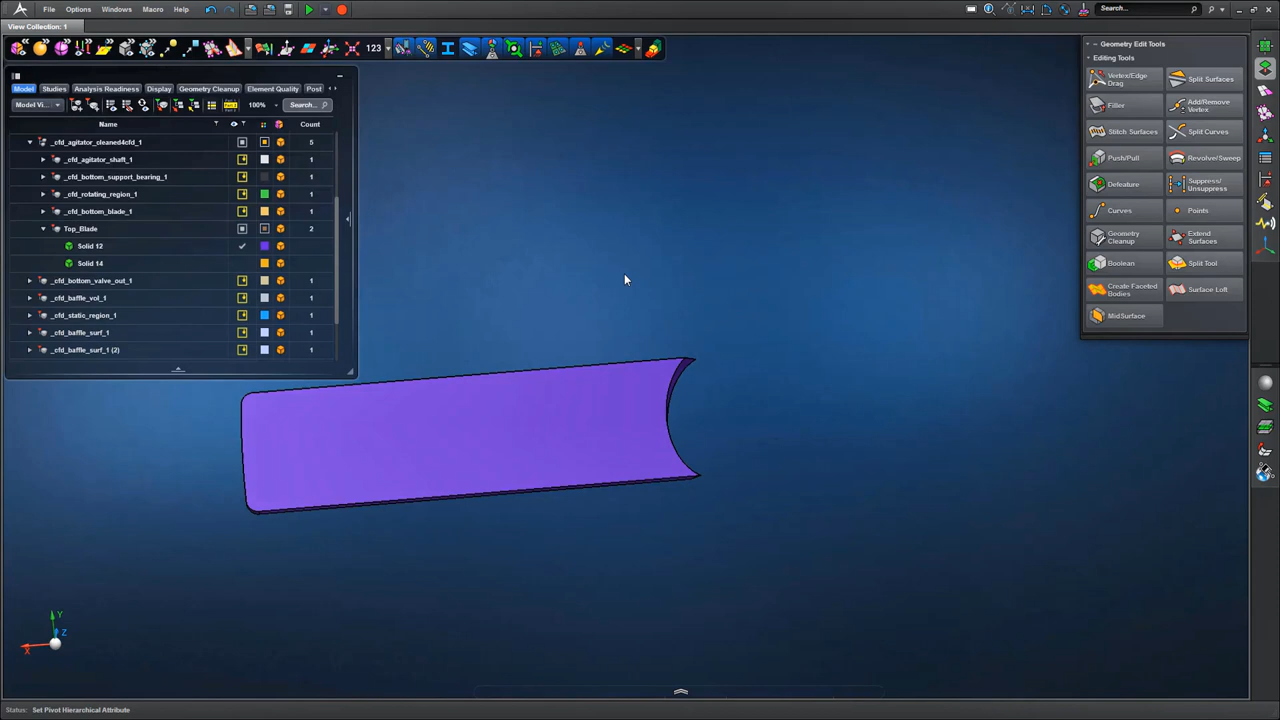 File Options Windows Macro Help Search...
View Collection: 1
123
Model Studies Analysis Readiness Display Geometry Cleanup Element Quality Post
Model Vi... 100% Search...
Name Count
_cfd_agitator_cleaned4cfd_1 5
_cfd_agitator_shaft_1 1
_cfd_bottom_support_bearing_1 1
_cfd_rotating_region_1 1
_cfd_bottom_blade_1 1
Top_Blade 2
Solid 12
Solid 14
_cfd_bottom_valve_out_1 1
_cfd_baffle_vol_1 1
_cfd_static_region_1 1
_cfd_baffle_surf_1 1
_cfd_baffle_surf_1 (2) 1
Geometry Edit Tools
Editing Tools
Vertex/Edge Drag Split Surfaces
Filler Add/Remove Vertex
Stitch Surfaces Split Curves
Push/Pull Revolve/Sweep
Defeature Suppress/ Unsuppress
Curves Points
Geometry Cleanup Extend Surfaces
Boolean Split Tool
Create Faceted Bodies Surface Loft
MidSurface
Y
Z
X
Status: Set Pivot Hierarchical Attribute